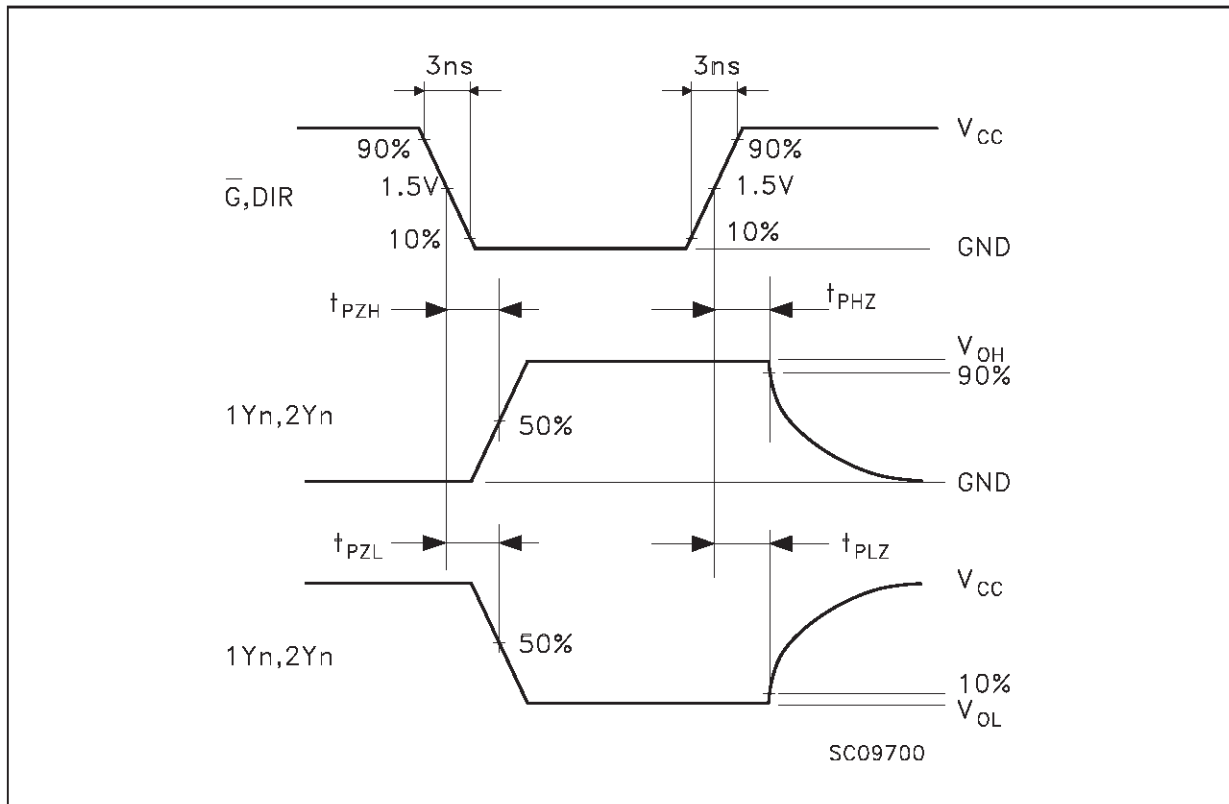 3ns 3ns
V_CC
90% 90%
1.5V 1.5V
G̅,DIR
10% 10%
GND
t_PZH t_PHZ
V_OH
90%
1Yn,2Yn 50%
GND
t_PZL t_PLZ
V_CC
50%
1Yn,2Yn
10%
V_OL
SC09700